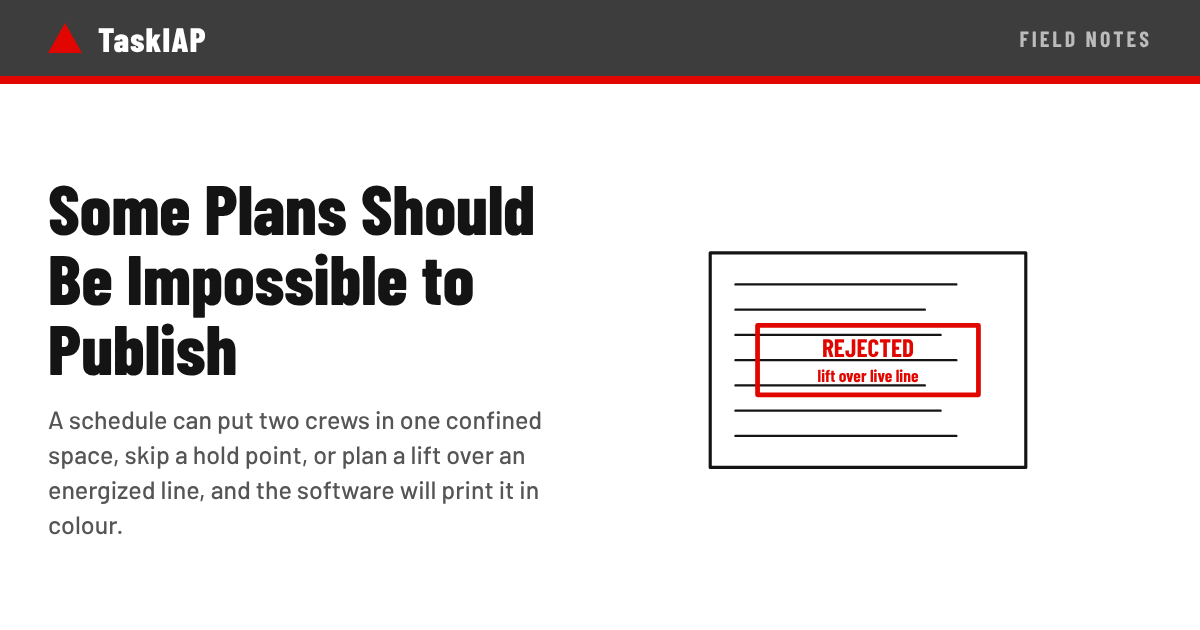 TaskIAP
FIELD NOTES
Some Plans Should
Be Impossible to
Publish
A schedule can put two crews in one confined
space, skip a hold point, or plan a lift over an
energized line, and the software will print it in
colour.
REJECTED
lift over live line